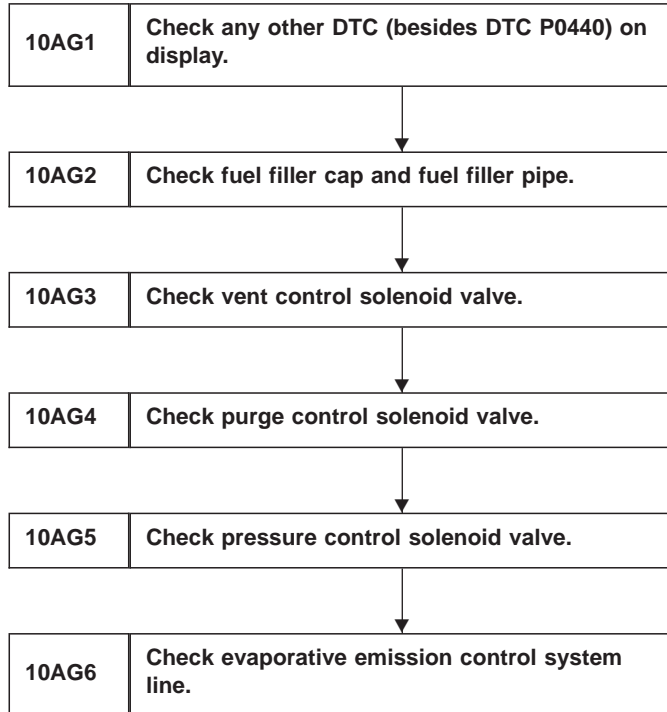 10AG1
Check any other DTC (besides DTC P0440) on
display.
10AG2
Check fuel filler cap and fuel filler pipe.
10AG3
Check vent control solenoid valve.
10AG4
Check purge control solenoid valve.
10AG5
Check pressure control solenoid valve.
10AG6
Check evaporative emission control system
line.